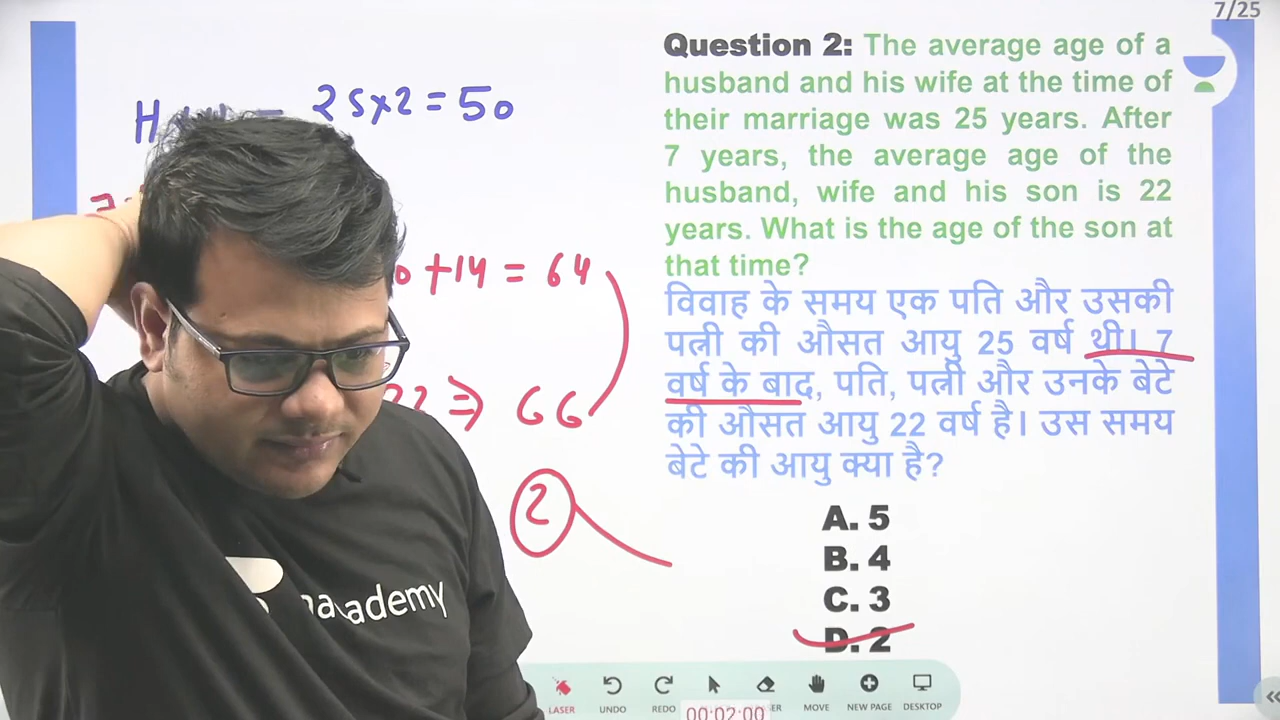 7/25
Question 2: The average age of a
husband and his wife at the time of
their marriage was 25 years. After
7 years, the average age of the
husband, wife and his son is 22
years. What is the age of the son at
that time?
विवाह के समय एक पति और उसकी
पत्नी की औसत आयु 25 वर्ष थी। 7
वर्ष के बाद, पति, पत्नी और उनके बेटे
की औसत आयु 22 वर्ष है। उस समय
बेटे की आयु क्या है?
A. 5
B. 4
C. 3
D. 2
H
25×2=50
+14 = 64
22 ⇒ 66
2
academy
LASER
UNDO
REDO
MOVE
NEW PAGE
DESKTOP
00:02:00